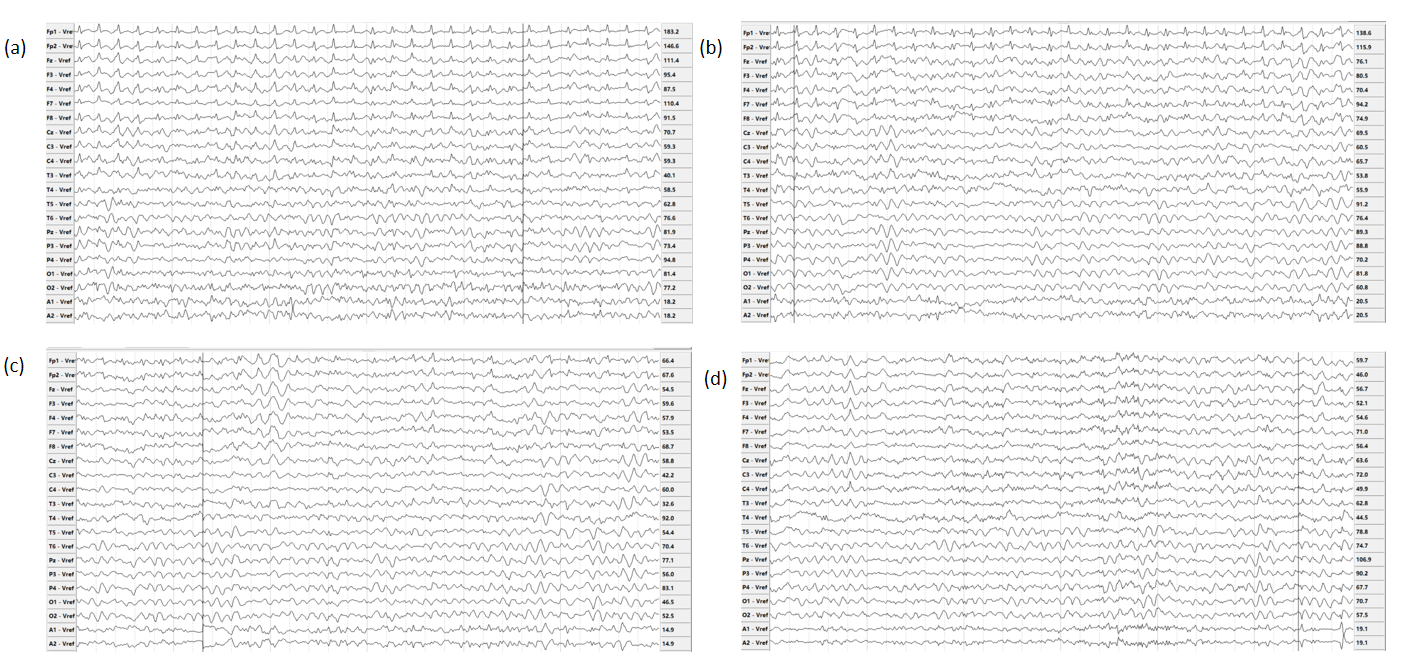 (a)
Fp1 - Vre 183.2
Fp2 - Vre 146.6
Fz - Vref 111.4
F3 - Vref 95.4
F4 - Vref 87.5
F7 - Vref 110.4
F8 - Vref 91.5
Cz - Vref 70.7
C3 - Vref 59.3
C4 - Vref 59.3
T3 - Vref 40.1
T4 - Vref 58.5
T5 - Vref 62.8
T6 - Vref 76.6
Pz - Vref 81.9
P3 - Vref 73.4
P4 - Vref 94.8
O1 - Vref 81.4
O2 - Vref 77.2
A1 - Vref 18.2
A2 - Vref 18.2
(b)
Fp1 - Vre 138.6
Fp2 - Vre 115.9
Fz - Vref 76.1
F3 - Vref 80.5
F4 - Vref 70.4
F7 - Vref 94.2
F8 - Vref 74.9
Cz - Vref 69.5
C3 - Vref 60.5
C4 - Vref 65.7
T3 - Vref 53.8
T4 - Vref 55.9
T5 - Vref 91.2
T6 - Vref 76.4
Pz - Vref 89.3
P3 - Vref 88.8
P4 - Vref 70.2
O1 - Vref 81.8
O2 - Vref 60.8
A1 - Vref 20.5
A2 - Vref 20.5
(c)
Fp1 - Vre 66.4
Fp2 - Vre 67.6
Fz - Vref 54.5
F3 - Vref 59.6
F4 - Vref 57.9
F7 - Vref 53.5
F8 - Vref 68.7
Cz - Vref 58.8
C3 - Vref 42.2
C4 - Vref 60.0
T3 - Vref 32.6
T4 - Vref 92.0
T5 - Vref 54.4
T6 - Vref 70.4
Pz - Vref 77.1
P3 - Vref 56.0
P4 - Vref 83.1
O1 - Vref 46.5
O2 - Vref 52.5
A1 - Vref 14.9
A2 - Vref 14.9
(d)
Fp1 - Vre 59.7
Fp2 - Vre 46.0
Fz - Vref 56.7
F3 - Vref 52.1
F4 - Vref 54.6
F7 - Vref 71.0
F8 - Vref 56.4
Cz - Vref 63.6
C3 - Vref 72.0
C4 - Vref 49.9
T3 - Vref 62.8
T4 - Vref 44.5
T5 - Vref 78.8
T6 - Vref 74.7
Pz - Vref 106.9
P3 - Vref 90.2
P4 - Vref 67.7
O1 - Vref 70.7
O2 - Vref 57.5
A1 - Vref 19.1
A2 - Vref 19.1